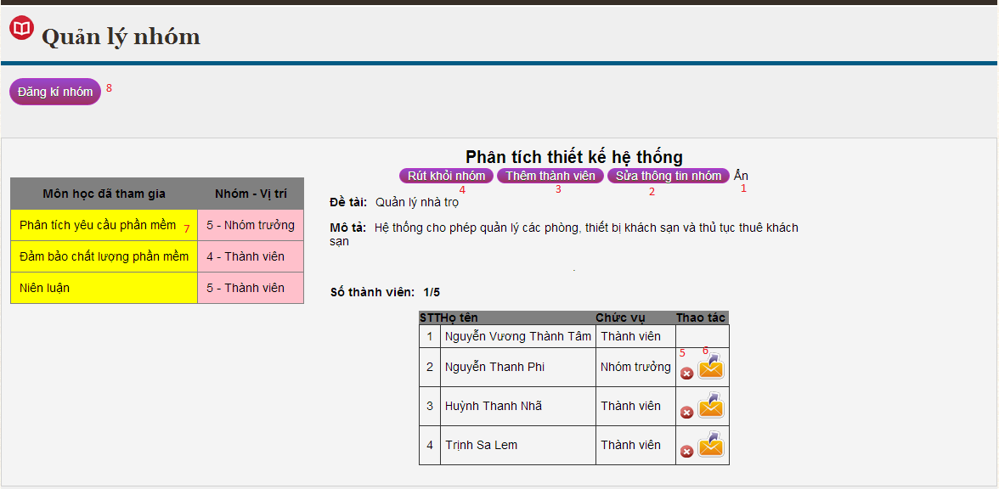 Quản lý nhóm
Đăng kí nhóm 8
Môn học đã tham gia Nhóm - Vị trí
Phân tích yêu cầu phần mềm 7 5 - Nhóm trưởng
Đảm bảo chất lượng phần mềm 4 - Thành viên
Niên luận 5 - Thành viên
Phân tích thiết kế hệ thống
Rút khỏi nhóm Thêm thành viên Sửa thông tin nhóm Ẩn
4 3 2 1
Đề tài: Quản lý nhà trọ
Mô tả: Hệ thống cho phép quản lý các phòng, thiết bị khách sạn và thủ tục thuê khách
sạn
Số thành viên: 1/5
STT Họ tên Chức vụ Thao tác
1 Nguyễn Vương Thành Tâm Thành viên
5 6
2 Nguyễn Thanh Phi Nhóm trưởng
3 Huỳnh Thanh Nhã Thành viên
4 Trịnh Sa Lem Thành viên